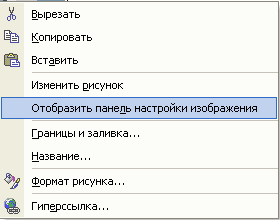 Вырезать
Копировать
Вставить
Изменить рисунок
Отобразить панель настройки изображения
Границы и заливка...
Название...
Формат рисунка...
Гиперссылка...